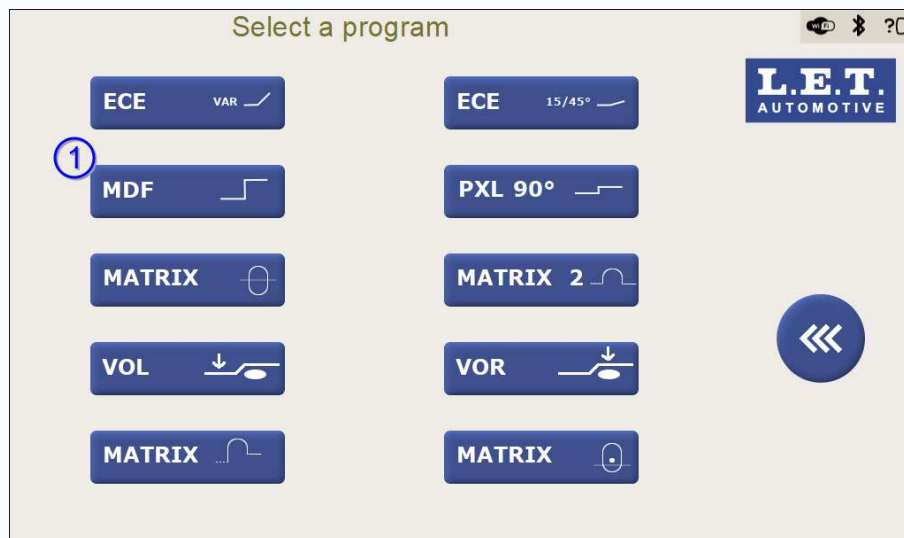 Select a program
WiFi ?
ECE VAR
ECE 15/45°
L.E.T.
AUTOMOTIVE
1
MDF
PXL 90°
MATRIX
MATRIX 2
VOL
VOR
MATRIX
MATRIX